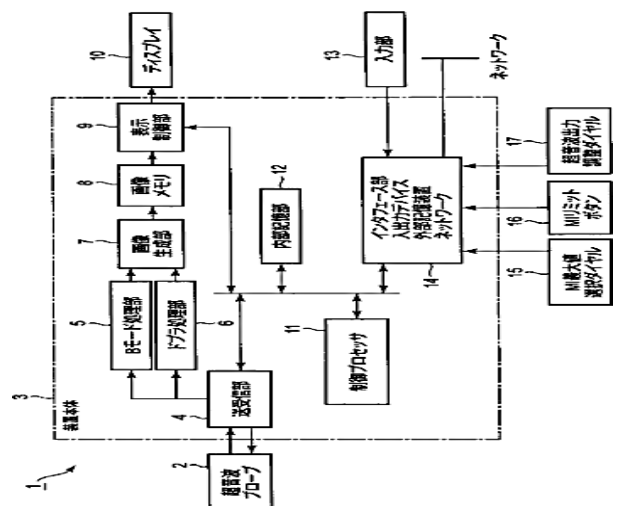 1
3
装置本体
2
超音波
プローブ
4
送受信部
5
Bモード処理部
ドプラ処理部
6
7
画像
生成部
8
画像
メモリ
9
表示
制御部
10
ディスプレイ
11
制御プロセッサ
12
内部記憶部
13
入力部
インタフェース部
入出力デバイス
外部記憶装置
ネットワーク
14
ネットワーク
15
MI最大値
選択ダイヤル
16
MIリミット
ボタン
17
超音波出力
調整ダイヤル